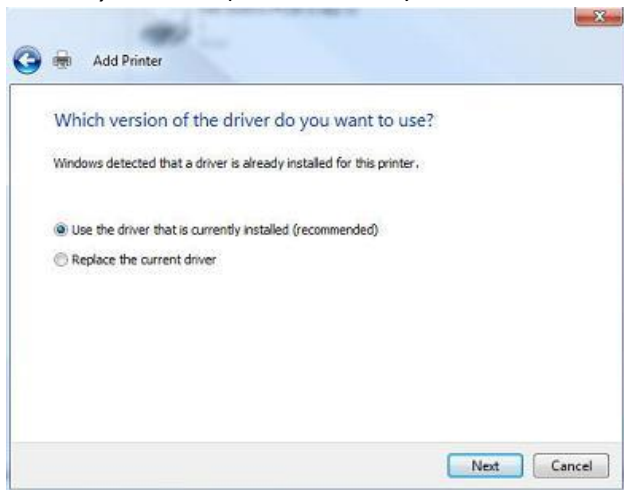 Add Printer
Which version of the driver do you want to use?
Windows detected that a driver is already installed for this printer.
Use the driver that is currently installed (recommended)
Replace the current driver
Next Cancel